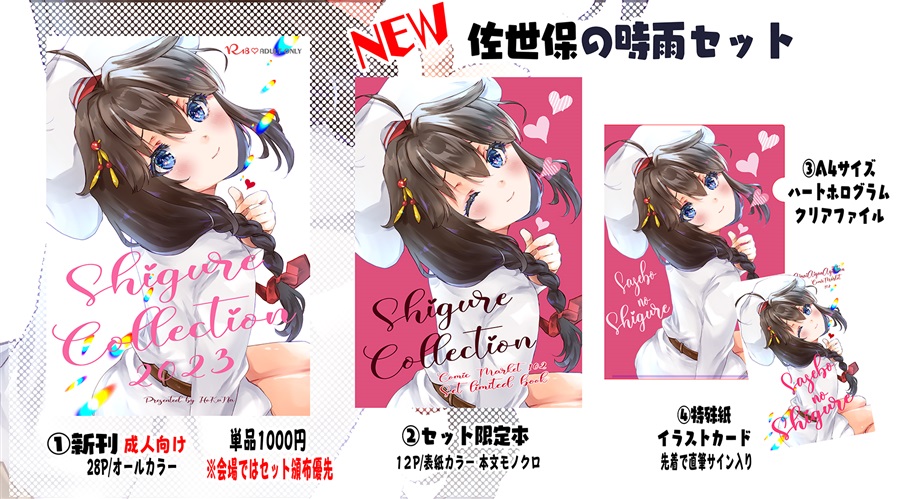 NEW
佐世保の時雨セット
R18♡ADULT ONLY
Shigure
Collection
2023
Presented by HaKaNa
①新刊 成人向け
28P/オールカラー
単品1000円
※会場ではセット頒布優先
Shigure
Collection
Comic Market 102
Set limited book
②セット限定本
12P/表紙カラー 本文モノクロ
Sasebo
no
Shigure
③A4サイズ
ハートホログラム
クリアファイル
Comic Market
Sasebo
no
Shigure
④特殊紙
イラストカード
先着で直筆サイン入り